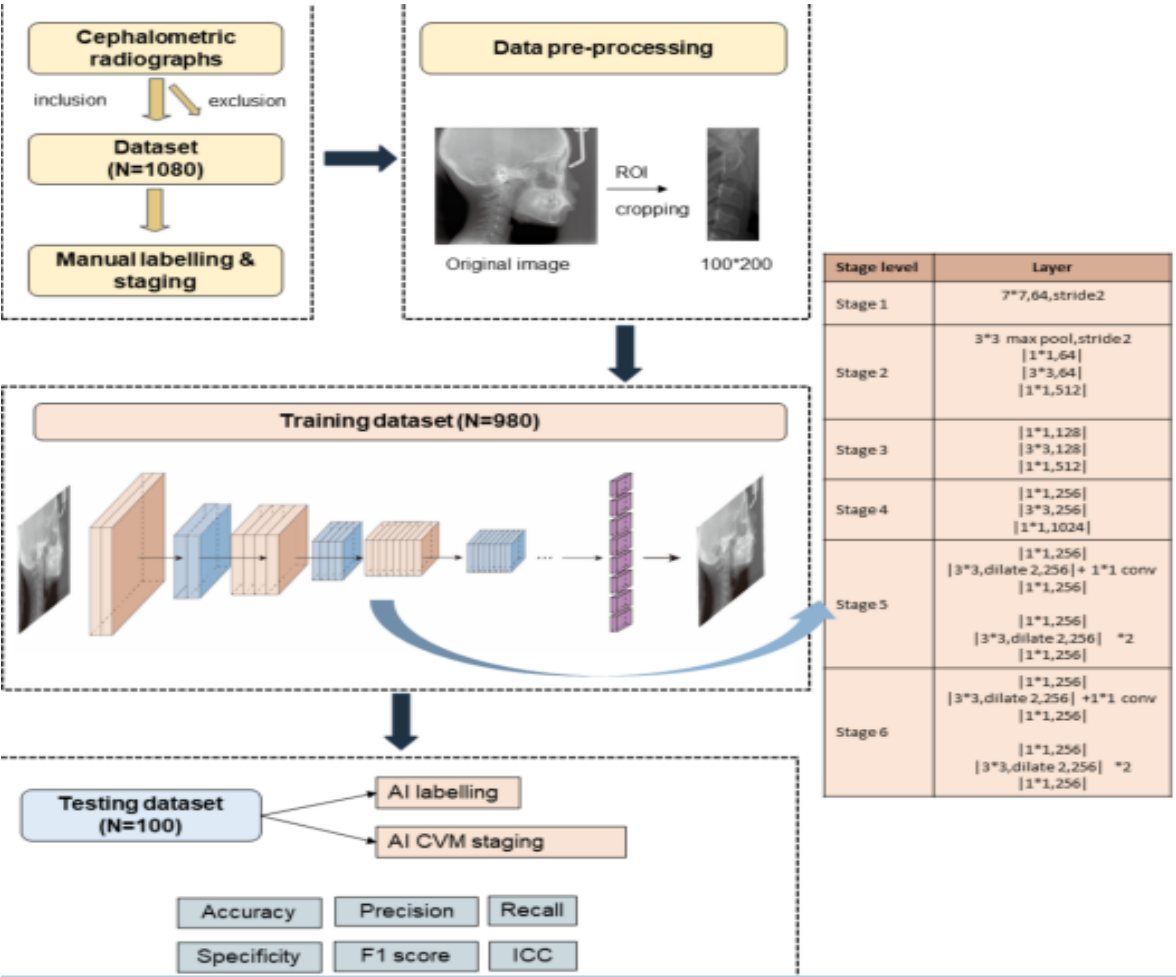 Cephalometric
radiographs
inclusion
exclusion
Dataset
(N=1080)
Manual labelling &
staging
Data pre-processing
ROI
cropping
Original image
100*200
Training dataset (N=980)
Stage level
Layer
Stage 1
7*7,64,stride2
Stage 2
3*3 max pool,stride2
|1*1,64|
|3*3,64|
|1*1,512|
Stage 3
|1*1,128|
|3*3,128|
|1*1,512|
Stage 4
|1*1,256|
|3*3,256|
|1*1,1024|
Stage 5
|1*1,256|
|3*3,dilate 2,256|+ 1*1 conv
|1*1,256|
|1*1,256|
|3*3,dilate 2,256| *2
|1*1,256|
Stage 6
|1*1,256|
|3*3,dilate 2,256| +1*1 conv
|1*1,256|
|1*1,256|
|3*3,dilate 2,256| *2
|1*1,256|
Testing dataset
(N=100)
AI labelling
AI CVM staging
Accuracy
Precision
Recall
Specificity
F1 score
ICC